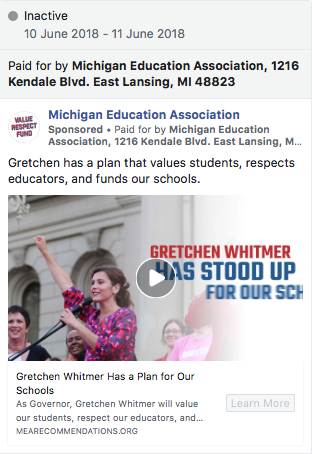 Inactive
10 June 2018 - 11 June 2018
Paid for by Michigan Education Association, 1216
Kendale Blvd. East Lansing, MI 48823
VALUE
RESPECT
FUND
Michigan Education Association
Sponsored • Paid for by Michigan Education
Association, 1216 Kendale Blvd. East Lansing, M...
Gretchen has a plan that values students, respects
educators, and funds our schools.
GRETCHEN WHITMER
HAS STOOD UP
FOR OUR SCH
Gretchen Whitmer Has a Plan for Our
Schools
As Governor, Gretchen Whitmer will value
our students, respect our educators, and...
MEARECOMMENDATIONS.ORG
Learn More